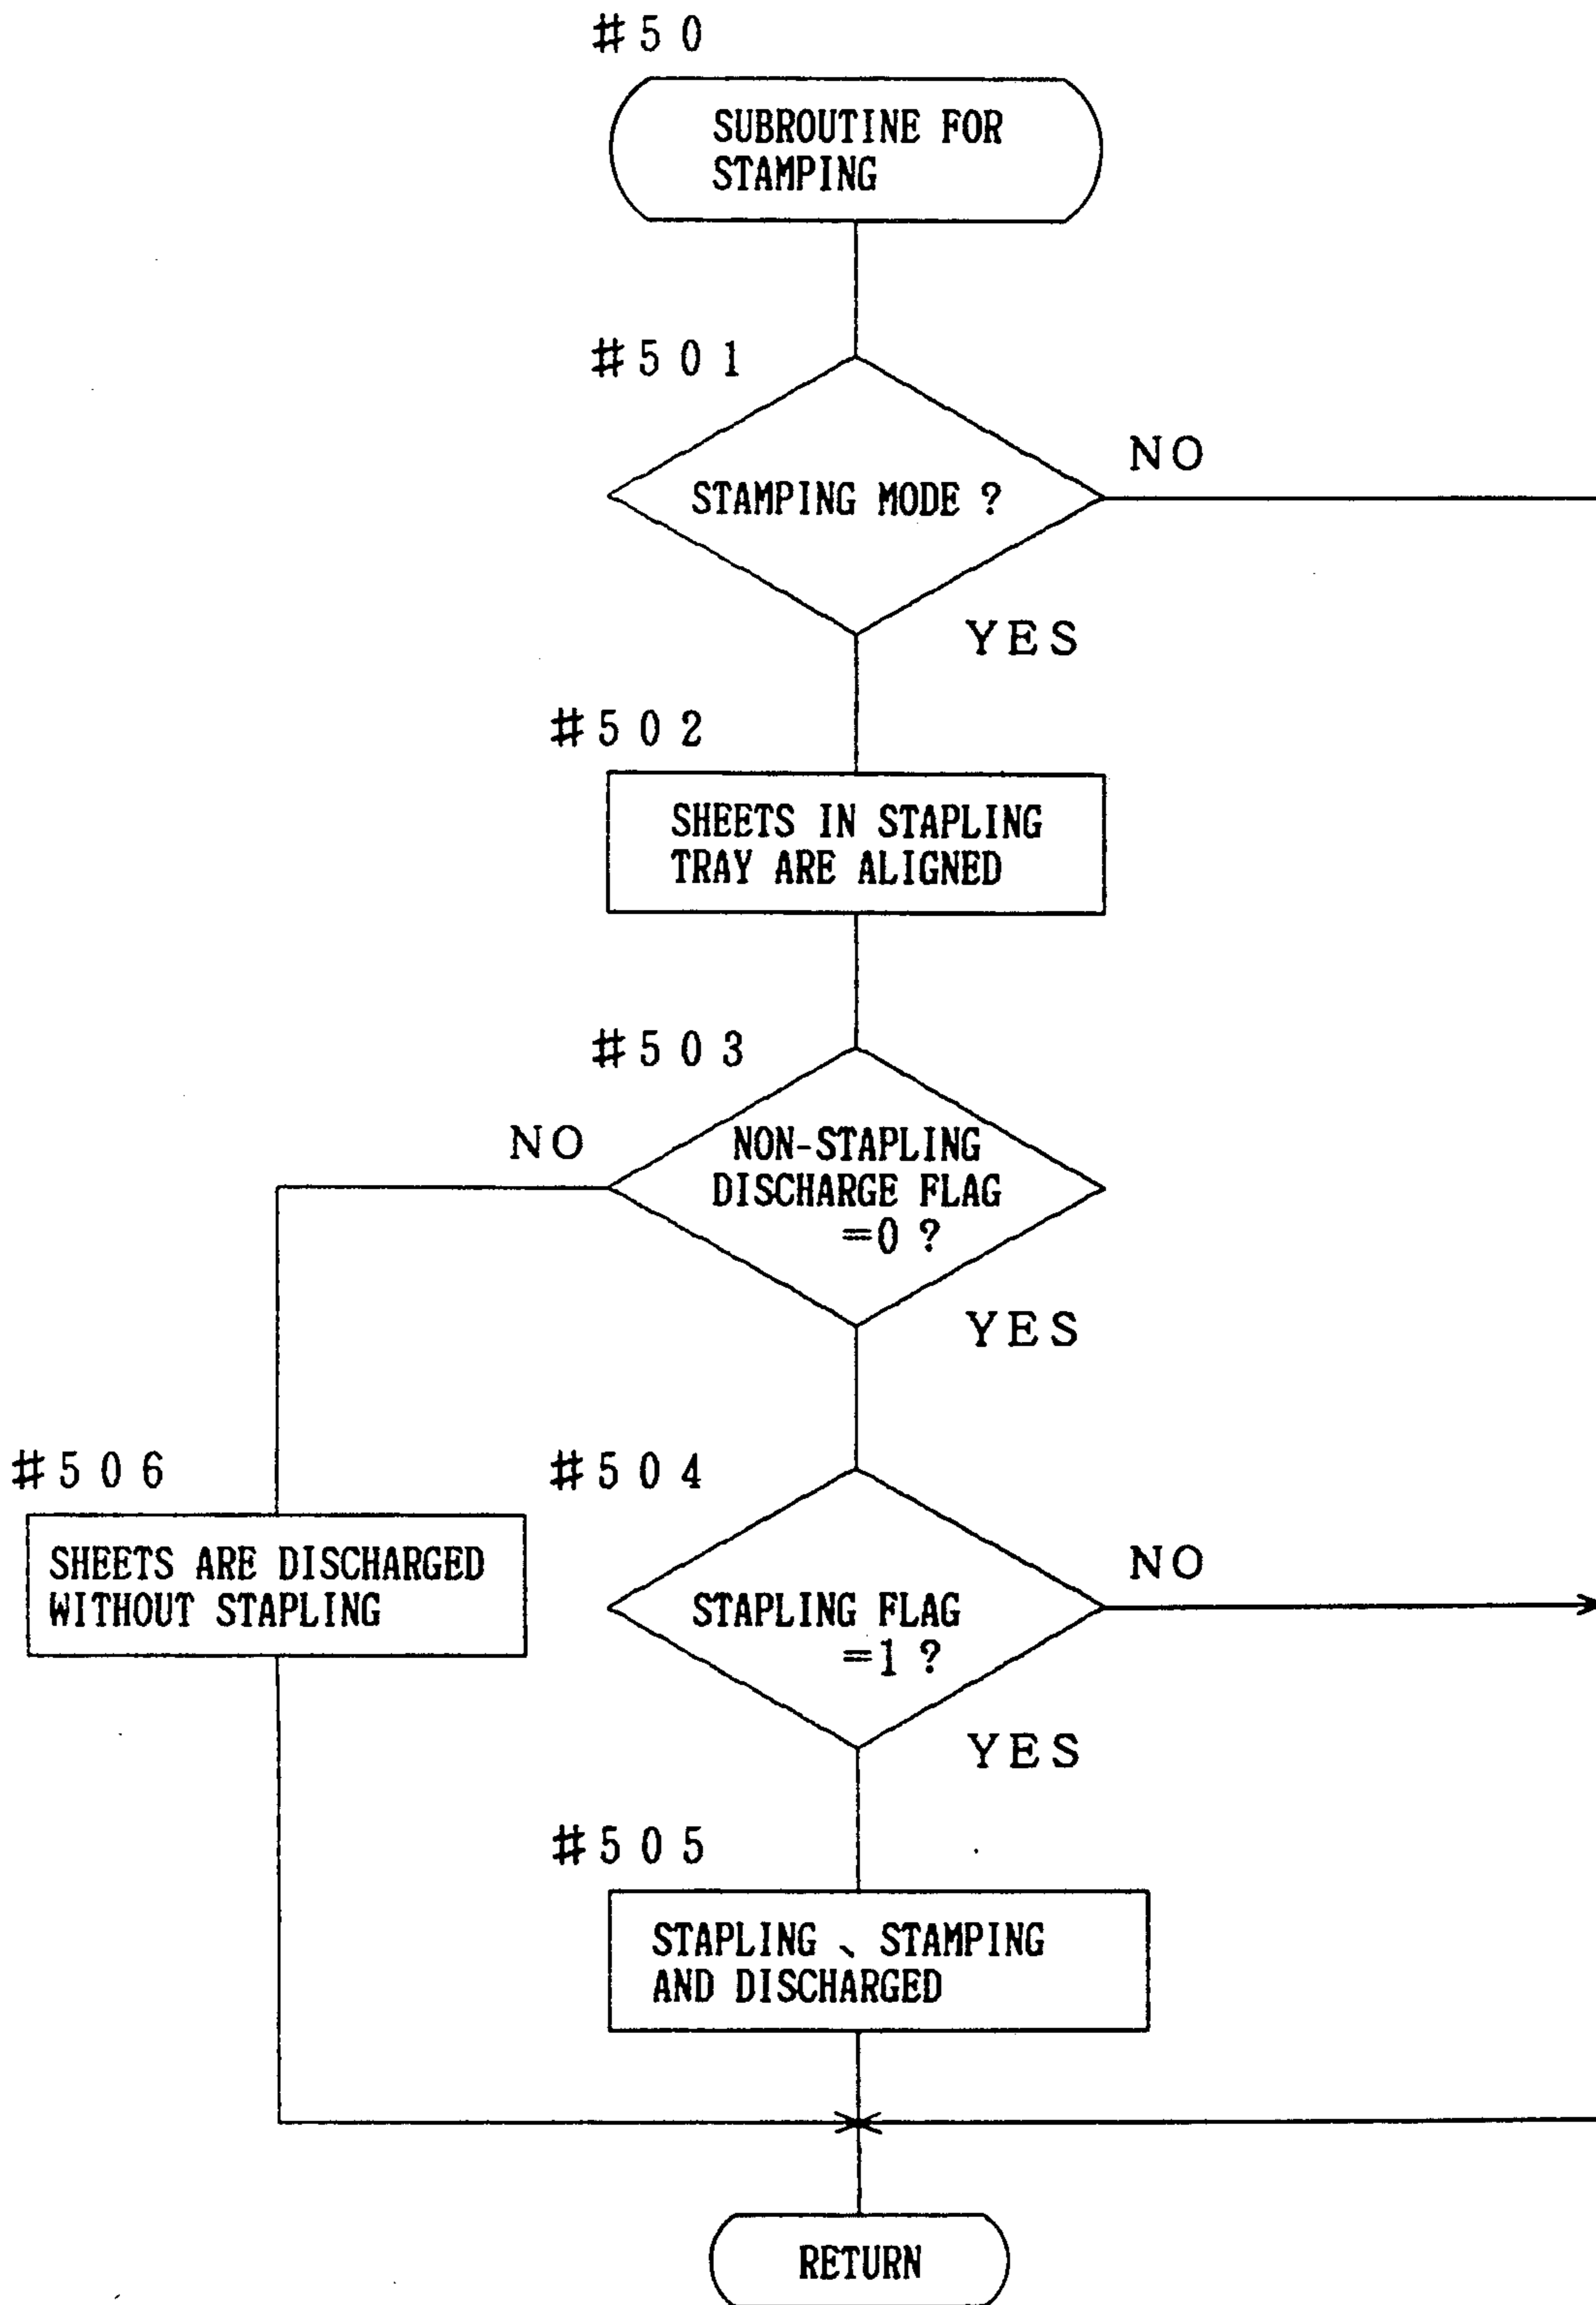 #50
SUBROUTINE FOR
STAMPING
#501
NO
STAMPING MODE ?
YES
#502
SHEETS IN STAPLING
TRAY ARE ALIGNED
#503
NO
NON-STAPLING
DISCHARGE FLAG
=0 ?
YES
#506
#504
SHEETS ARE DISCHARGED
WITHOUT STAPLING
NO
STAPLING FLAG
=1 ?
YES
#505
STAPLING 、 STAMPING
AND DISCHARGED
RETURN